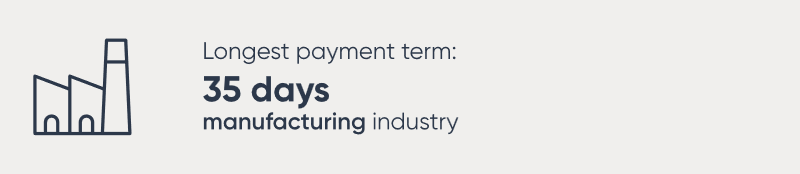 Longest payment term:
35 days
manufacturing industry